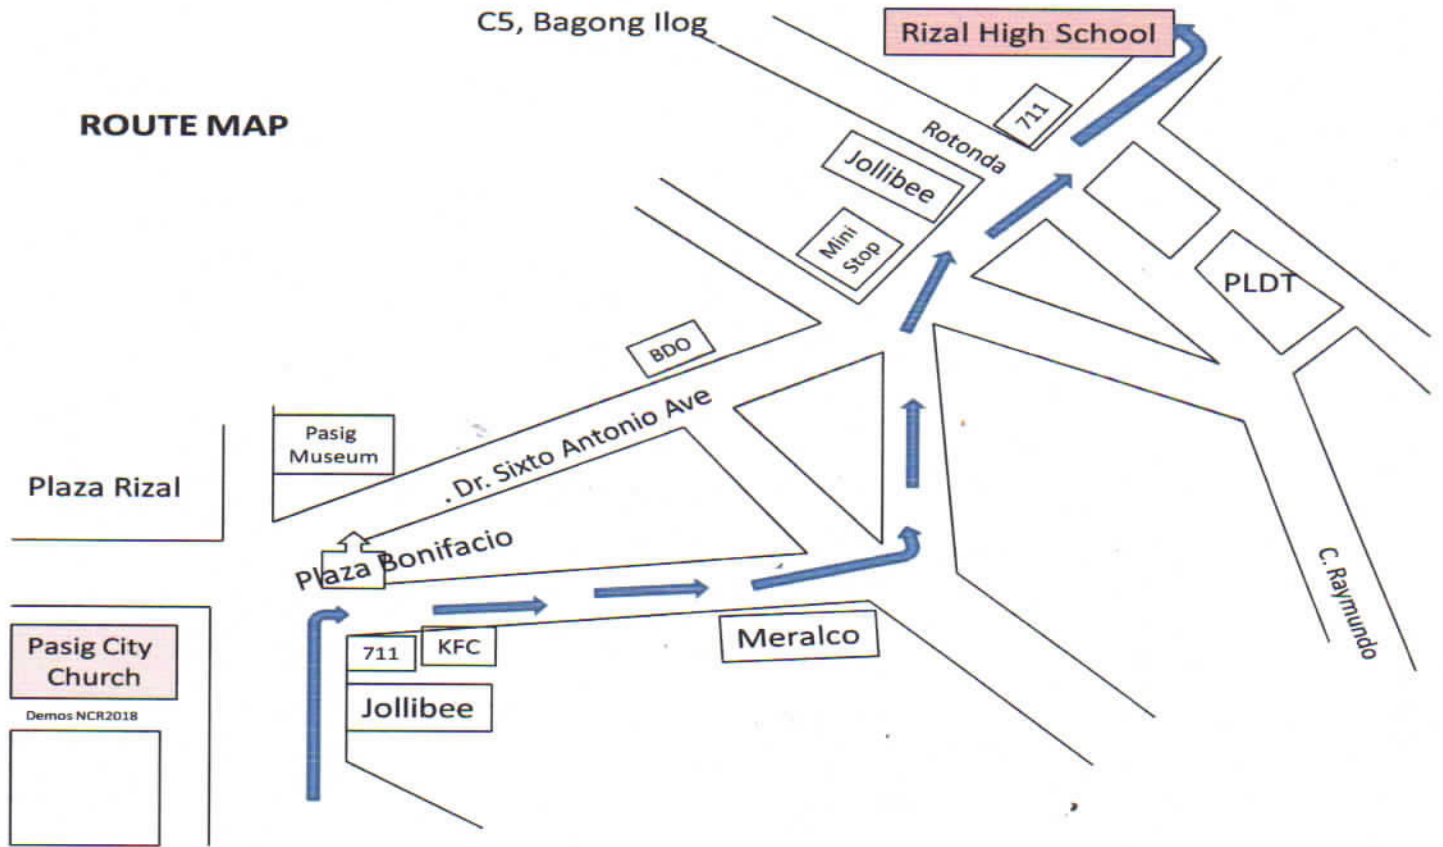 C5, Bagong Ilog
Rizal High School
ROUTE MAP
711
Rotonda
Jollibee
Mini
Stop
PLDT
BDO
Pasig
Museum
. Dr. Sixto Antonio Ave
Plaza Rizal
Plaza Bonifacio
C. Raymundo
Pasig City
Church
711
KFC
Meralco
Jollibee
Demos NCR2018